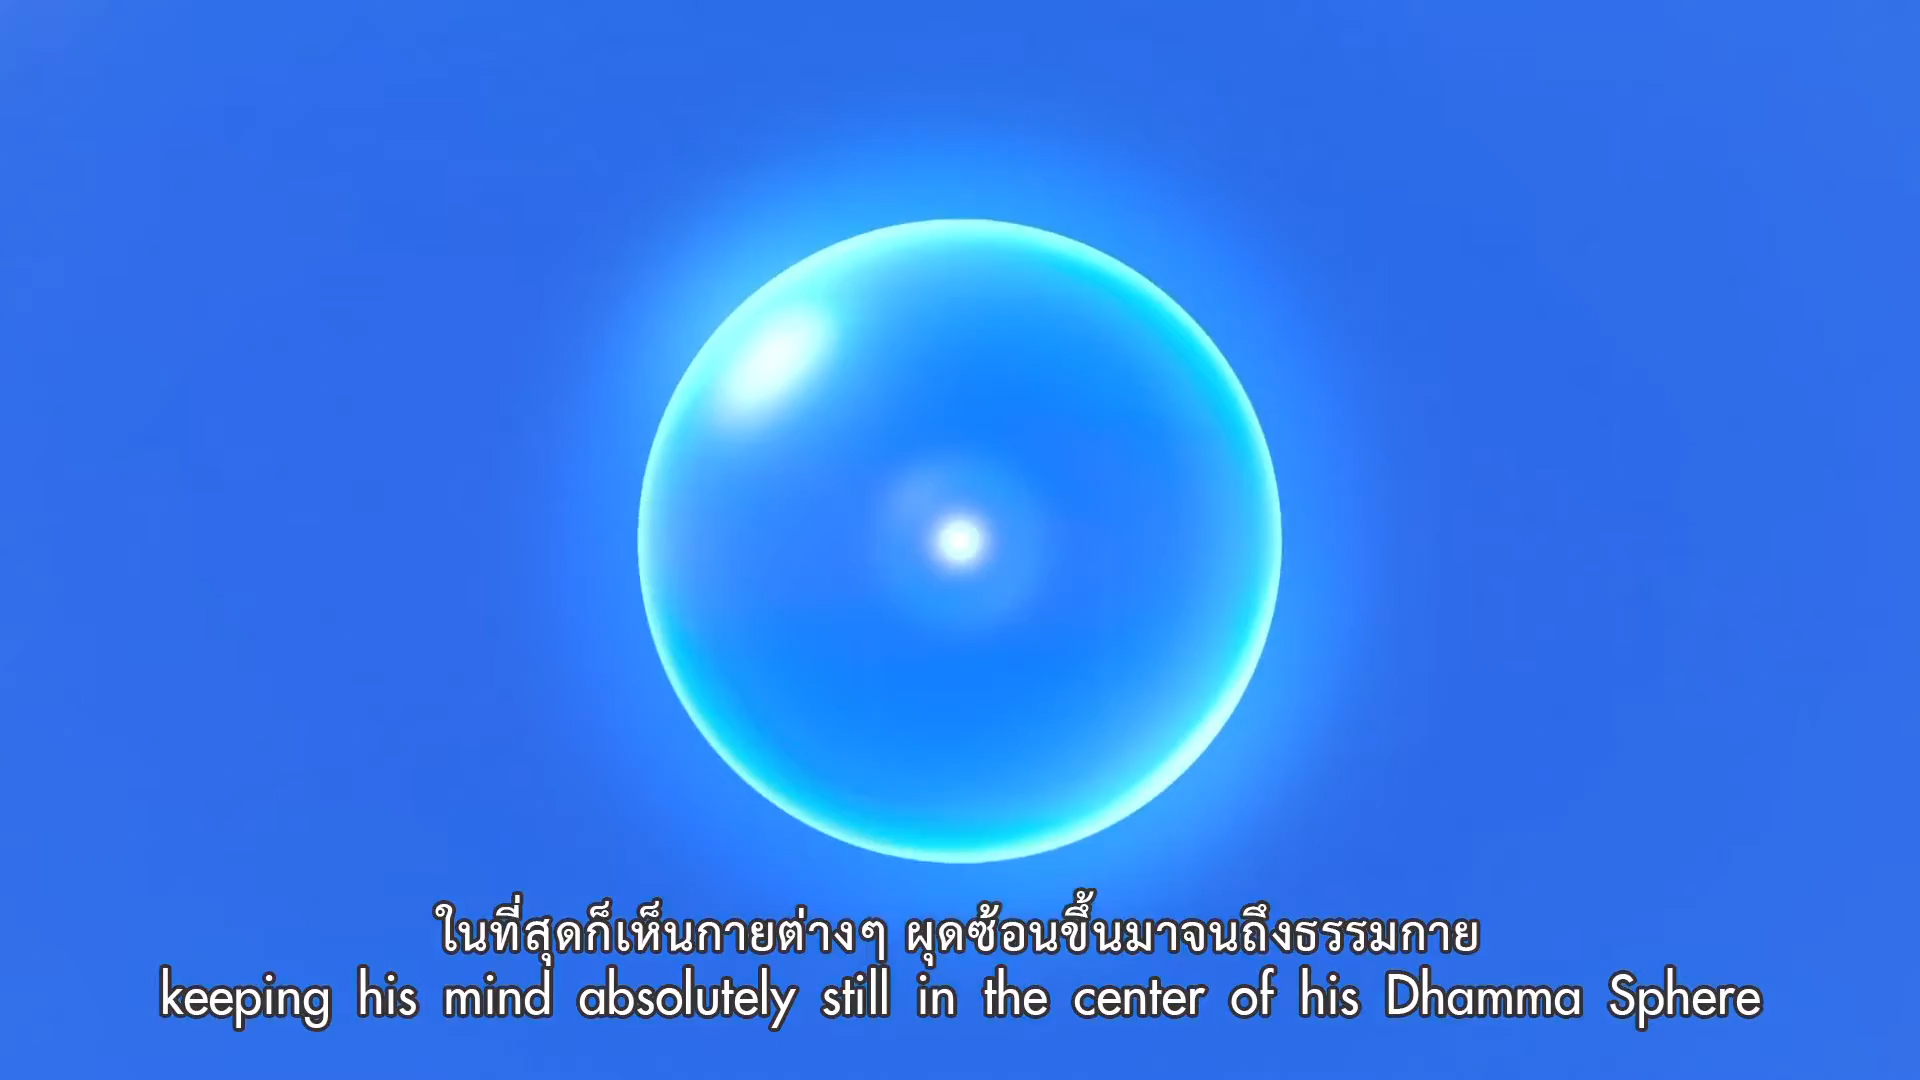 ในที่สุดก็เห็นกายต่างๆ ผุดซ้อนขึ้นมาจนถึงธรรมกาย
keeping his mind absolutely still in the center of his Dhamma Sphere